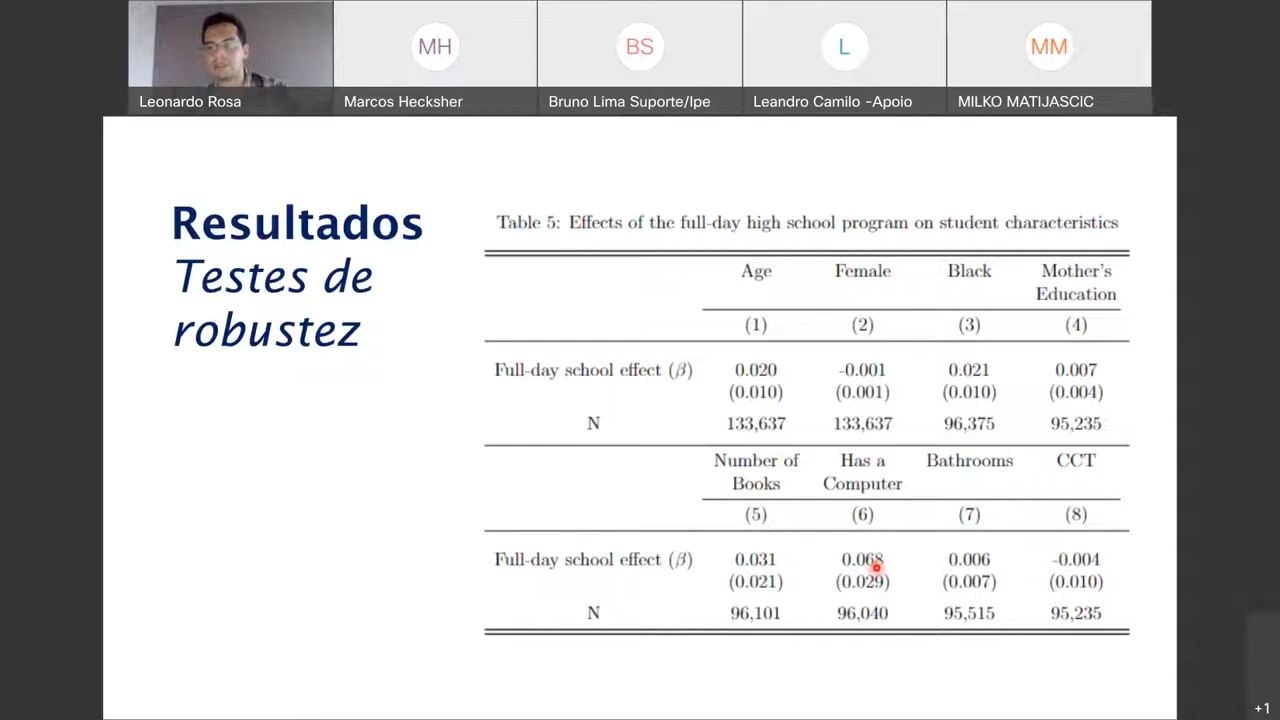 MH
BS
L
MM
Leonardo Rosa
Marcos Hecksher
Bruno Lima Suporte/Ipe
Leandro Camilo -Apoio
MILKO MATIJASCIC
Resultados
Testes de
robustez
Table 5: Effects of the full-day high school program on student characteristics
Age Female Black Mother's
Education
(1) (2) (3) (4)
Full-day school effect (β) 0.020 -0.001 0.021 0.007
(0.010) (0.001) (0.010) (0.004)
N 133,637 133,637 96,375 95,235
Number of Has a Bathrooms CCT
Books Computer
(5) (6) (7) (8)
Full-day school effect (β) 0.031 0.068 0.006 -0.004
(0.021) (0.029) (0.007) (0.010)
N 96,101 96,040 95,515 95,235
+1